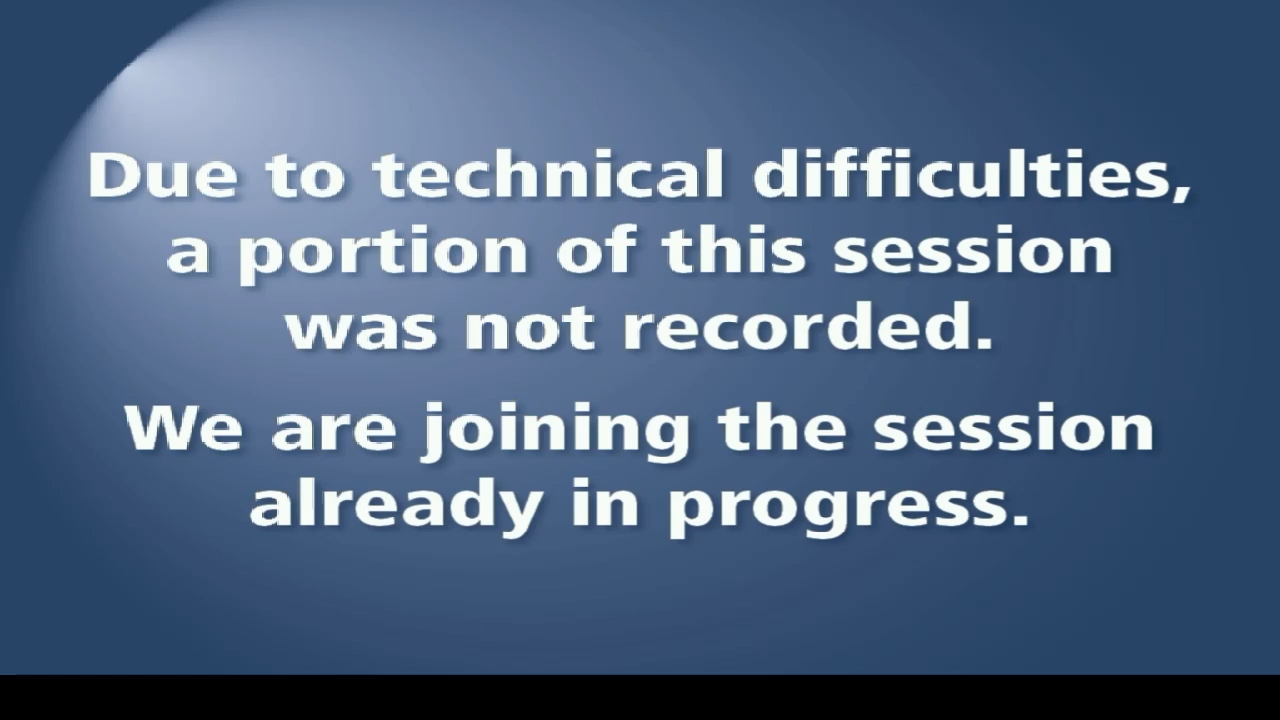 Due to technical difficulties,
a portion of this session
was not recorded.
We are joining the session
already in progress.